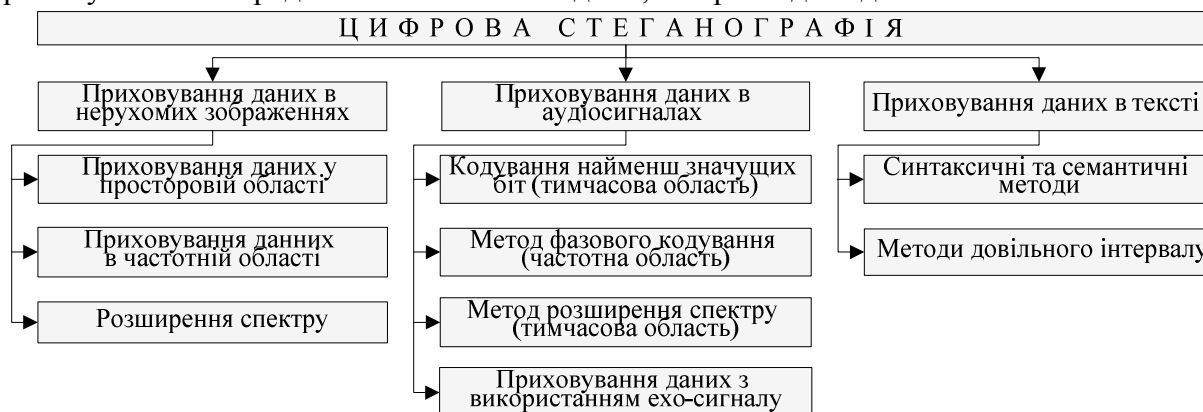 Ц И Ф Р О В А С Т Е Г А Н О Г Р А Ф І Я
Приховування даних в
нерухомих зображеннях
Приховування даних у
просторовій області
Приховування данних
в частотній області
Розширення спектру
Приховування даних в
аудіосигналах
Кодування найменш значущих
біт (тимчасова область)
Метод фазового кодування
(частотна область)
Метод розширення спектру
(тимчасова область)
Приховування даних з
використанням ехо-сигналу
Приховування даних в тексті
Синтаксичні та семантичні
методи
Методи довільного інтервалу